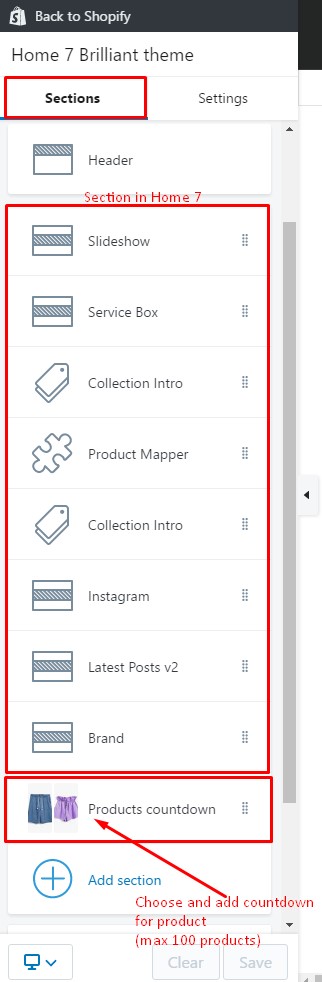 Back to Shopify
Home 7 Brilliant theme
Sections Settings
Header
Section in Home 7
Slideshow
Service Box
Collection Intro
Product Mapper
Collection Intro
Instagram
Latest Posts v2
Brand
Products countdown
Add section
Choose and add countdown
for product
(max 100 products)
Clear Save